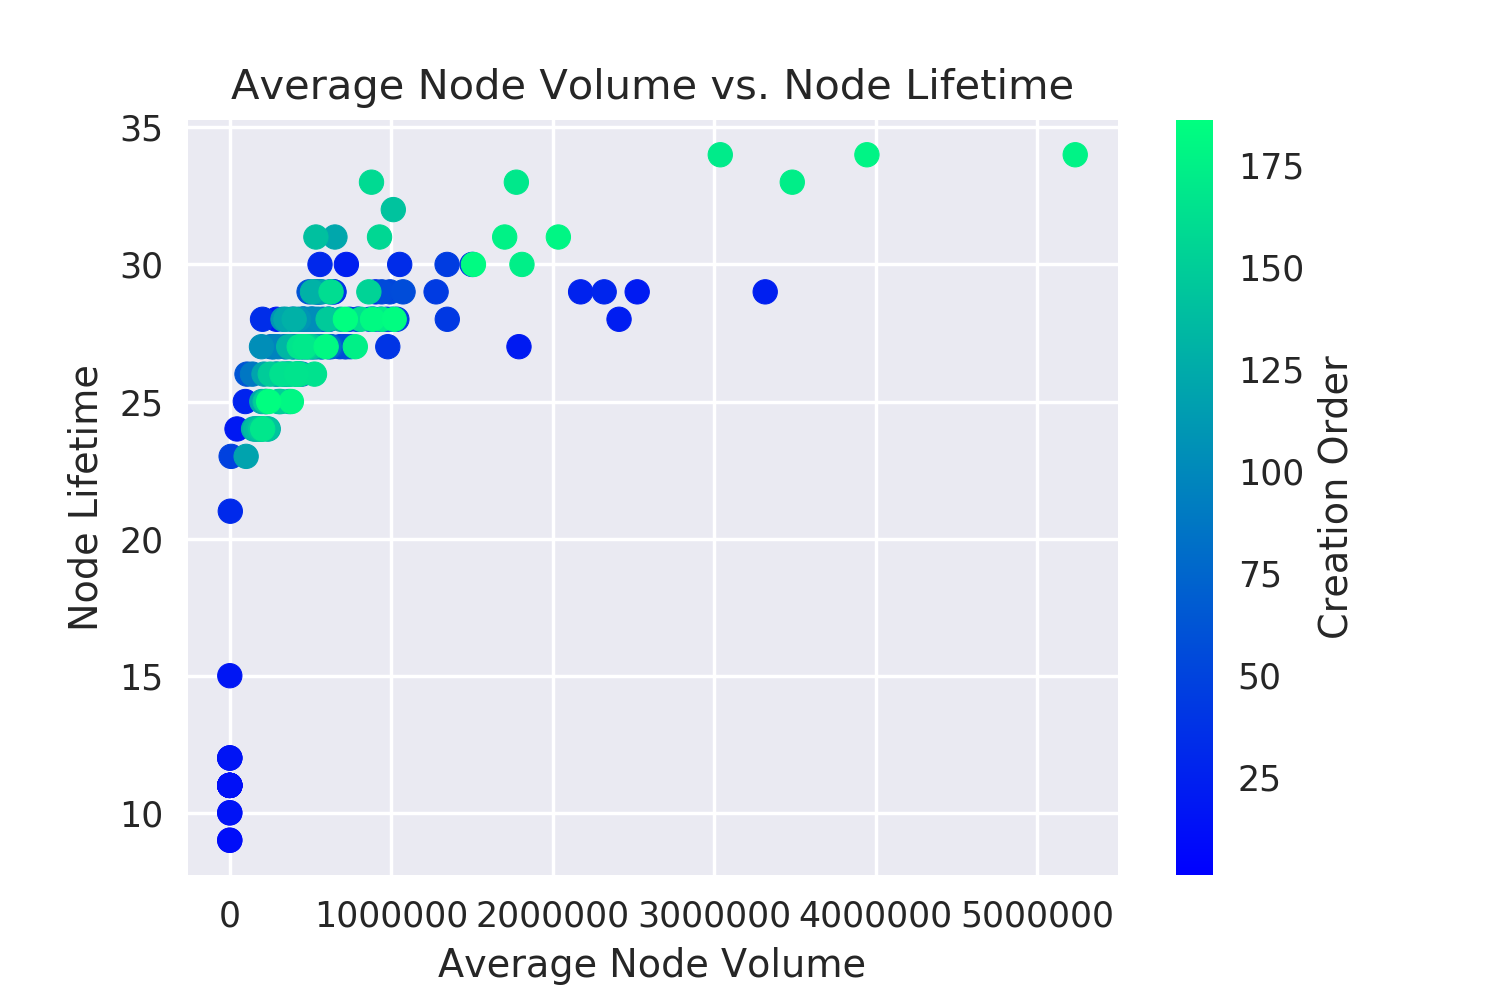 Average Node Volume vs. Node Lifetime
35
30
25
20
15
10
Node Lifetime
0 1000000 2000000 3000000 4000000 5000000
Average Node Volume
175
150
125
100
75
50
25
Creation Order